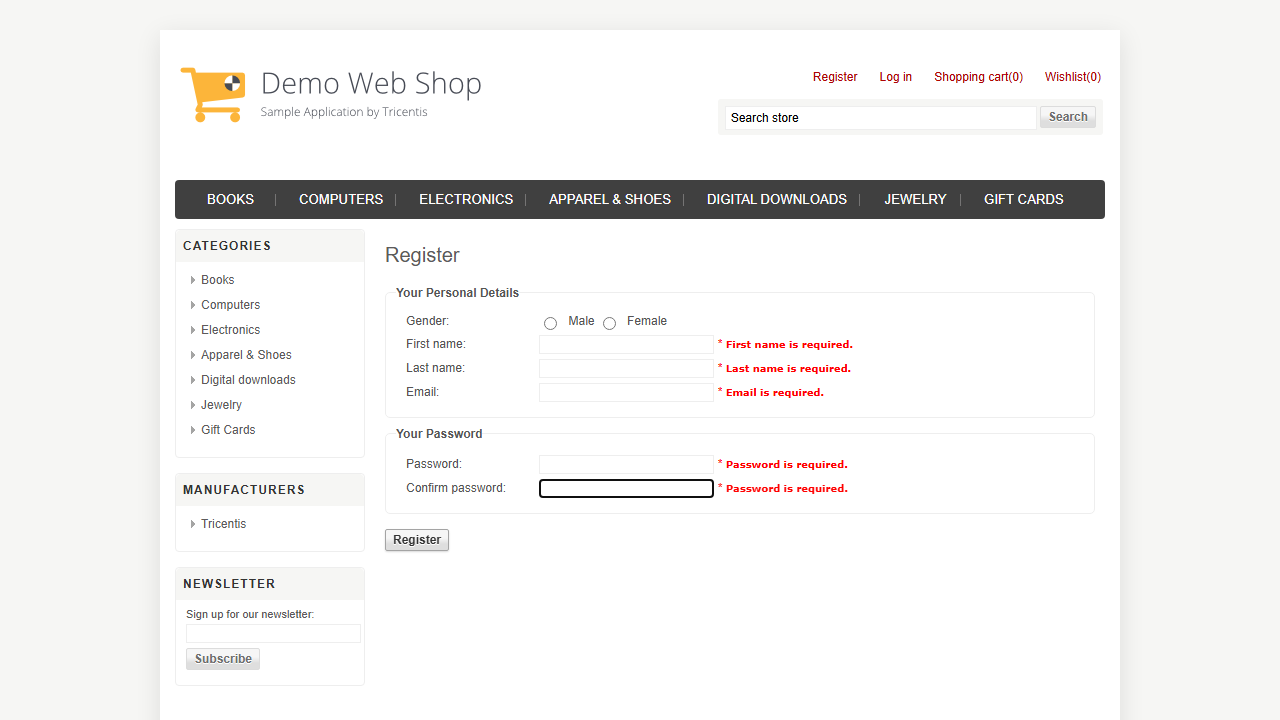 Demo Web Shop
Sample Application by Tricentis
Register Log in Shopping cart(0) Wishlist(0)
Search store Search
BOOKS COMPUTERS ELECTRONICS APPAREL & SHOES DIGITAL DOWNLOADS JEWELRY GIFT CARDS
CATEGORIES
Books
Computers
Electronics
Apparel & Shoes
Digital downloads
Jewelry
Gift Cards
MANUFACTURERS
Tricentis
NEWSLETTER
Sign up for our newsletter:
Subscribe
Register
Your Personal Details
Gender: Male Female
First name: * First name is required.
Last name: * Last name is required.
Email: * Email is required.
Your Password
Password: * Password is required.
Confirm password: * Password is required.
Register